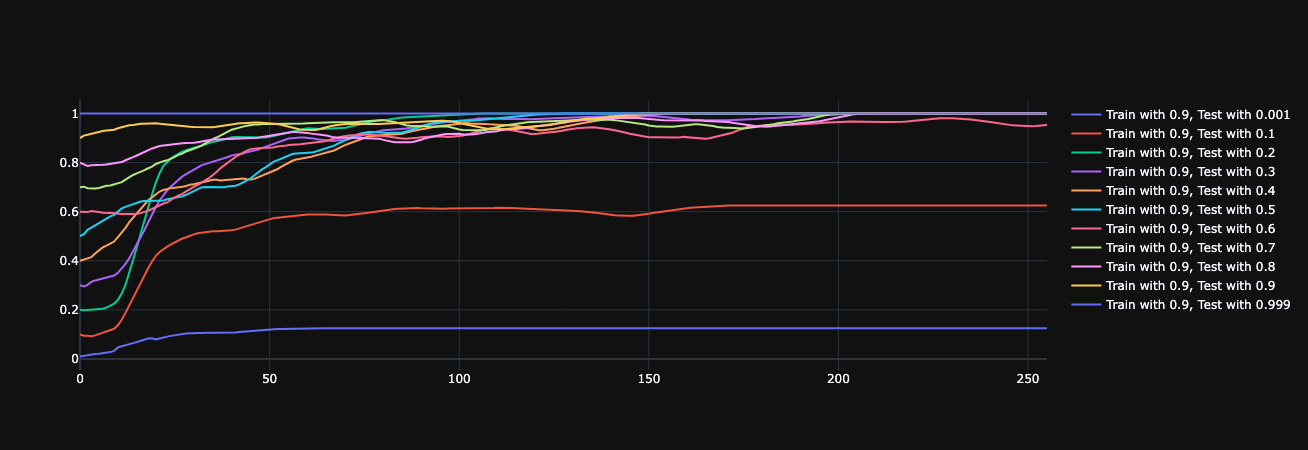 1
0.8
0.6
0.4
0.2
0
0 50 100 150 200 250
Train with 0.9, Test with 0.001
Train with 0.9, Test with 0.1
Train with 0.9, Test with 0.2
Train with 0.9, Test with 0.3
Train with 0.9, Test with 0.4
Train with 0.9, Test with 0.5
Train with 0.9, Test with 0.6
Train with 0.9, Test with 0.7
Train with 0.9, Test with 0.8
Train with 0.9, Test with 0.9
Train with 0.9, Test with 0.999